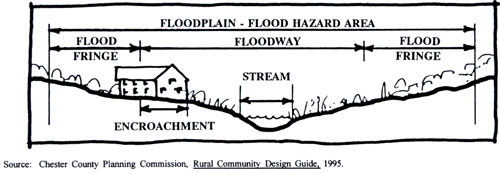 FLOODPLAIN - FLOOD HAZARD AREA
FLOOD FRINGE
FLOODWAY
FLOOD FRINGE
STREAM
ENCROACHMENT
Source: Chester County Planning Commission, Rural Community Design Guide, 1995.